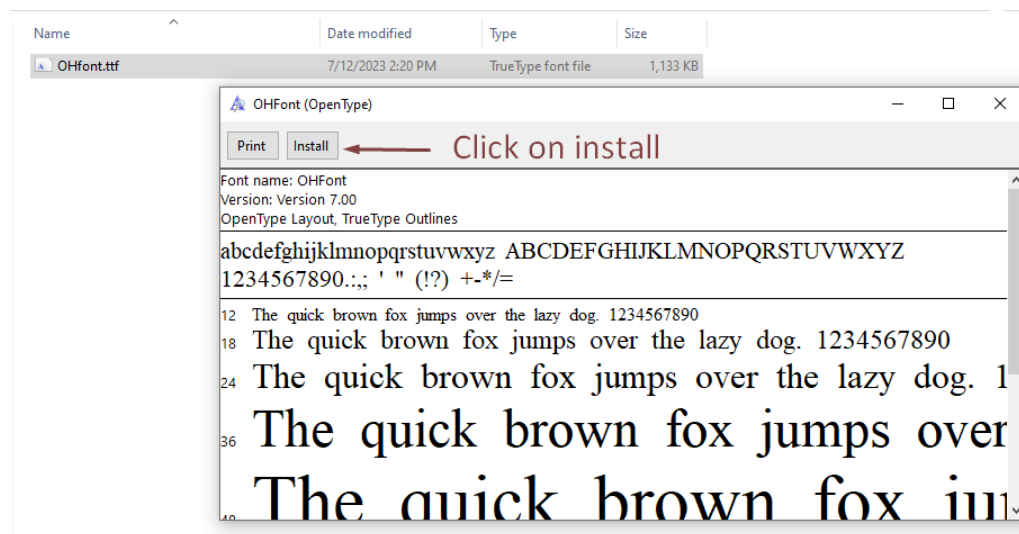 Name Date modified Type Size
OHfont.ttf 7/12/2023 2:20 PM TrueType font file 1,133 KB
OHFont (OpenType)
Print Install Click on install
Font name: OHFont
Version: Version 7.00
OpenType Layout, TrueType Outlines
abcdefghijklmnopqrstuvwxyz ABCDEFGHIJKLMNOPQRSTUVWXYZ
1234567890.:,; ' " (!?) +-*/=
12 The quick brown fox jumps over the lazy dog. 1234567890
18 The quick brown fox jumps over the lazy dog. 1234567890
24 The quick brown fox jumps over the lazy dog. 1
36 The quick brown fox jumps over
The quick brown fox